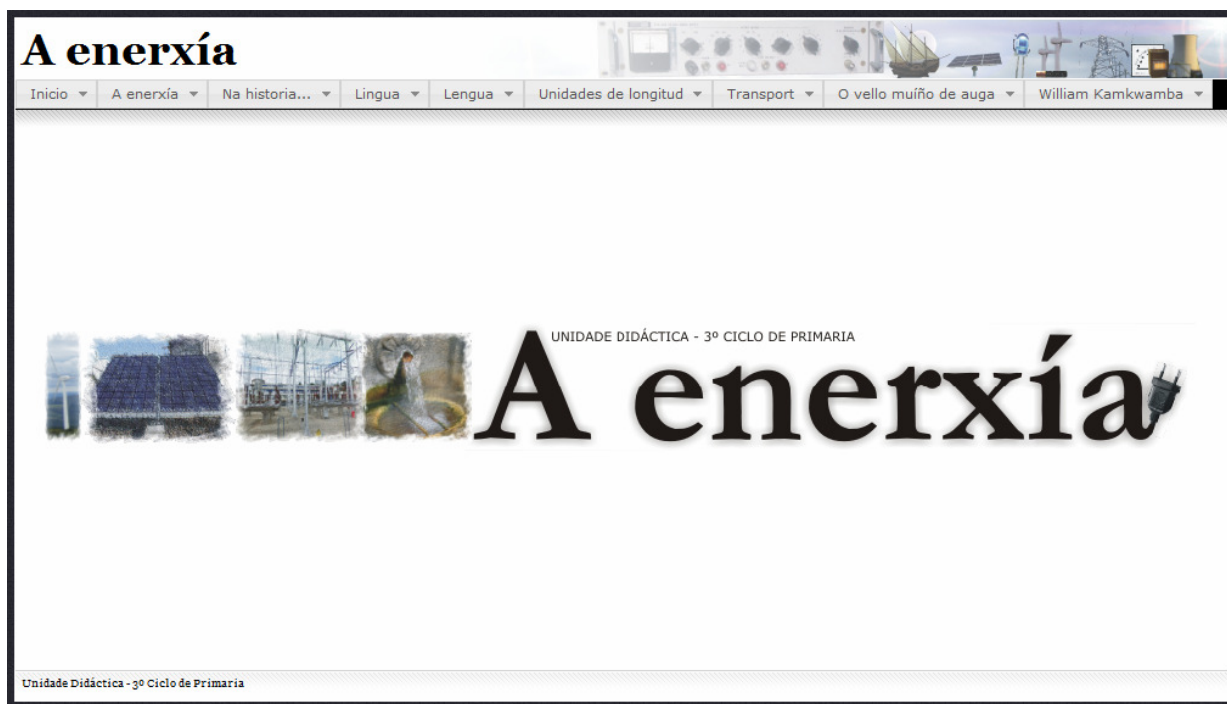 A enerxía
Inicio A enerxía Na historia... Lingua Lengua Unidades de longitud Transport O vello muíño de auga William Kamkwamba
UNIDADE DIDÁCTICA - 3º CICLO DE PRIMARIA
A enerxía
Unidade Didáctica - 3º Ciclo de Primaria